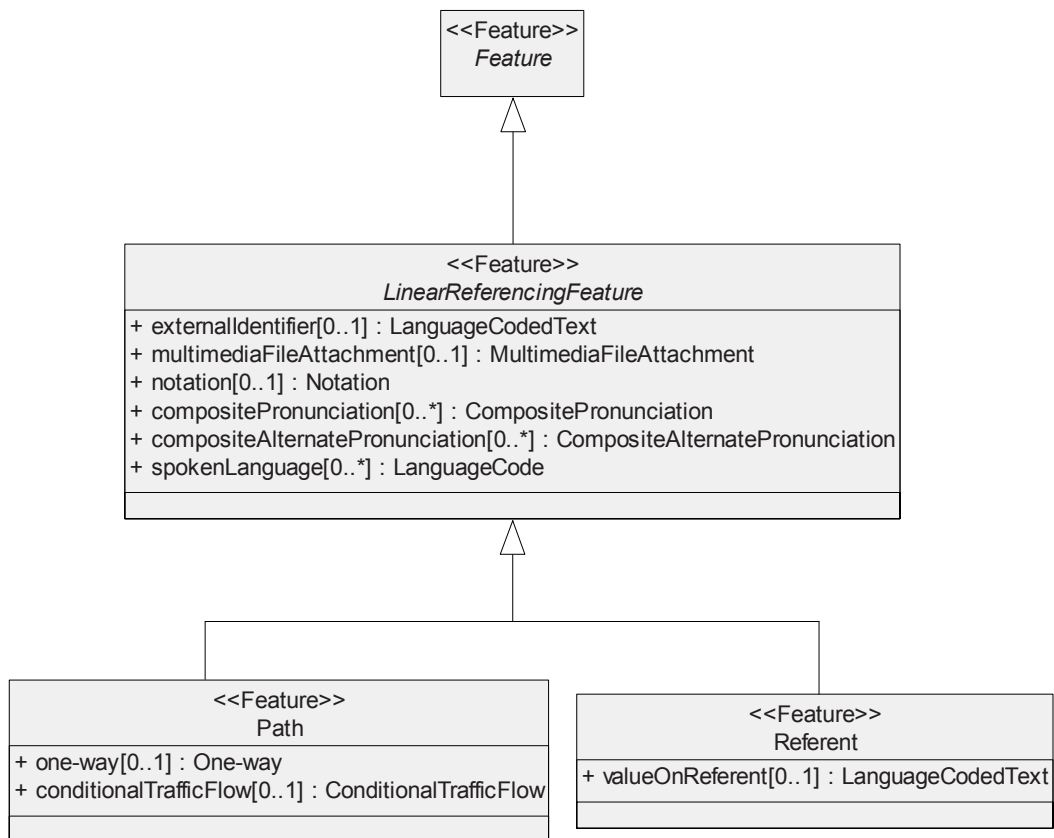 <<Feature>>
Feature
<<Feature>>
LinearReferencingFeature
+ externalIdentifier[0..1] : LanguageCodedText
+ multimediaFileAttachment[0..1] : MultimediaFileAttachment
+ notation[0..1] : Notation
+ compositePronunciation[0..*] : CompositePronunciation
+ compositeAlternatePronunciation[0..*] : CompositeAlternatePronunciation
+ spokenLanguage[0..*] : LanguageCode
<<Feature>>
Path
+ one-way[0..1] : One-way
+ conditionalTrafficFlow[0..1] : ConditionalTrafficFlow
<<Feature>>
Referent
+ valueOnReferent[0..1] : LanguageCodedText